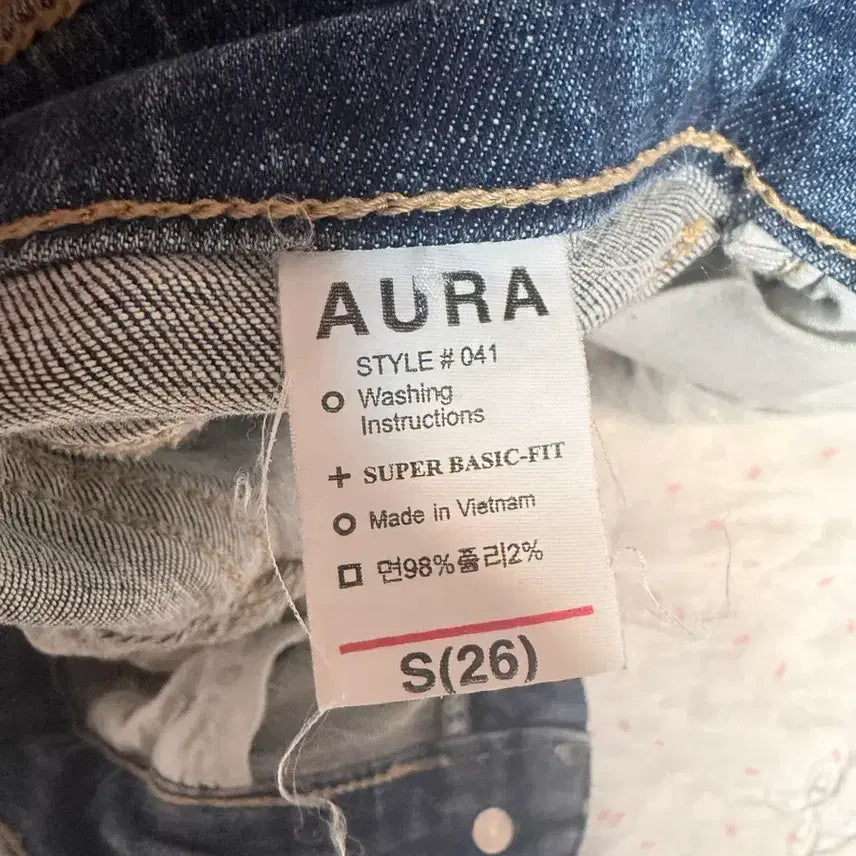 AURA
STYLE # 041
Washing
Instructions
+ SUPER BASIC-FIT
Made in Vietnam
면98%폴리2%
S(26)